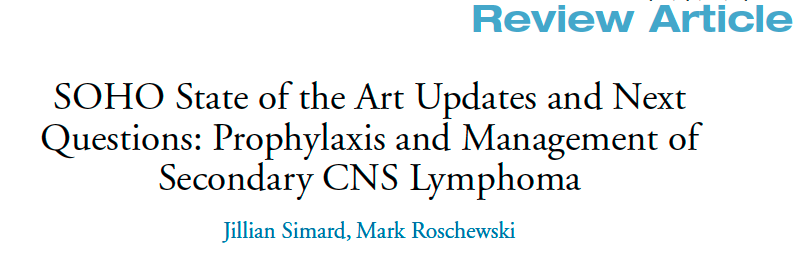 Review Article
SOHO State of the Art Updates and Next
Questions: Prophylaxis and Management of
Secondary CNS Lymphoma
Jillian Simard, Mark Roschewski